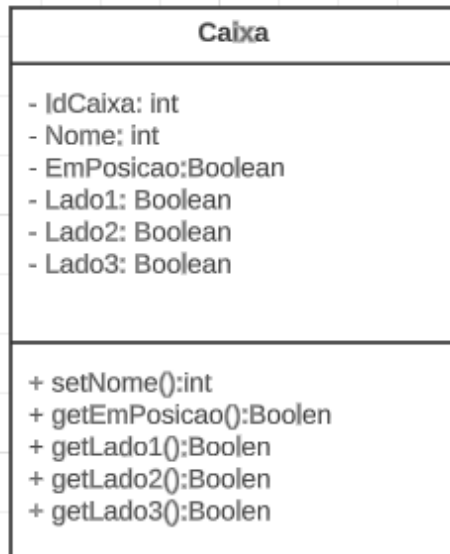 Caixa
- IdCaixa: int
- Nome: int
- EmPosicao:Boolean
- Lado1: Boolean
- Lado2: Boolean
- Lado3: Boolean
+ setNome():int
+ getEmPosicao():Boolen
+ getLado1():Boolen
+ getLado2():Boolen
+ getLado3():Boolen